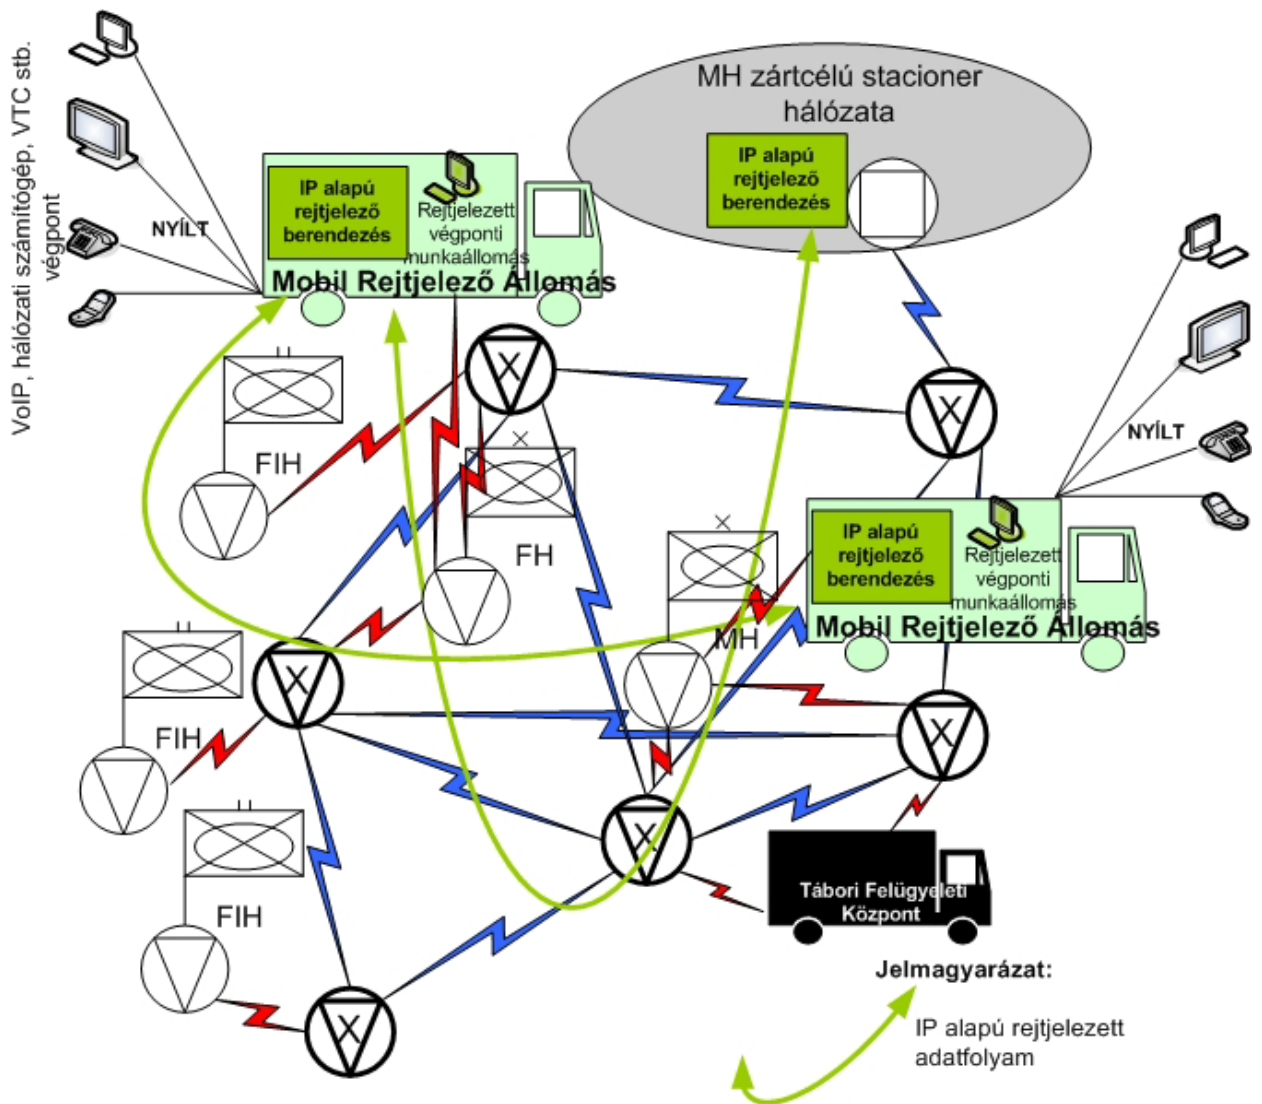 VoIP, hálózati számítógép, VTC stb.
végpont
NYÍLT
IP alapú
rejtjelező
berendezés
Rejtjelezett
végponti
munkaállomás
Mobil Rejtjelező Állomás
MH zártcélú stacioner
hálózata
IP alapú
rejtjelező
berendezés
X
X
FIH
FH
NYÍLT
IP alapú
rejtjelező
berendezés
Rejtjelezett
végponti
munkaállomás
Mobil Rejtjelező Állomás
MH
X
FIH
X
X
FIH
Tábori Felügyeleti
Központ
X
Jelmagyarázat:
IP alapú rejtjelezett
adatfolyam